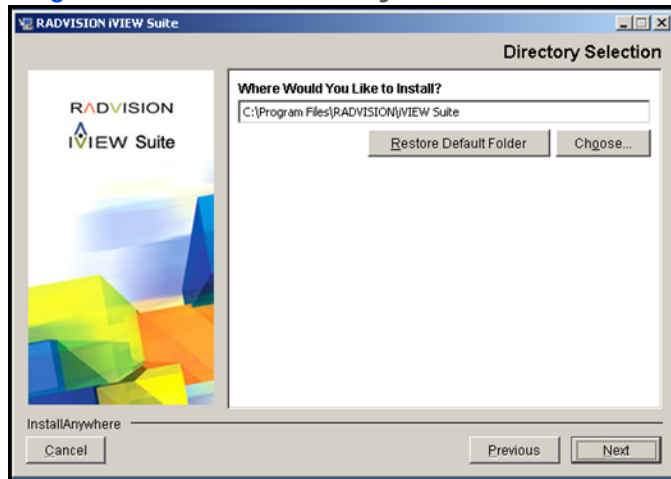 RADVISION iVIEW Suite
Directory Selection
RADVISION
iVIEW Suite
Where Would You Like to Install?
C:\Program Files\RADVISION\iVIEW Suite
Restore Default Folder
Choose...
InstallAnywhere
Cancel
Previous
Next